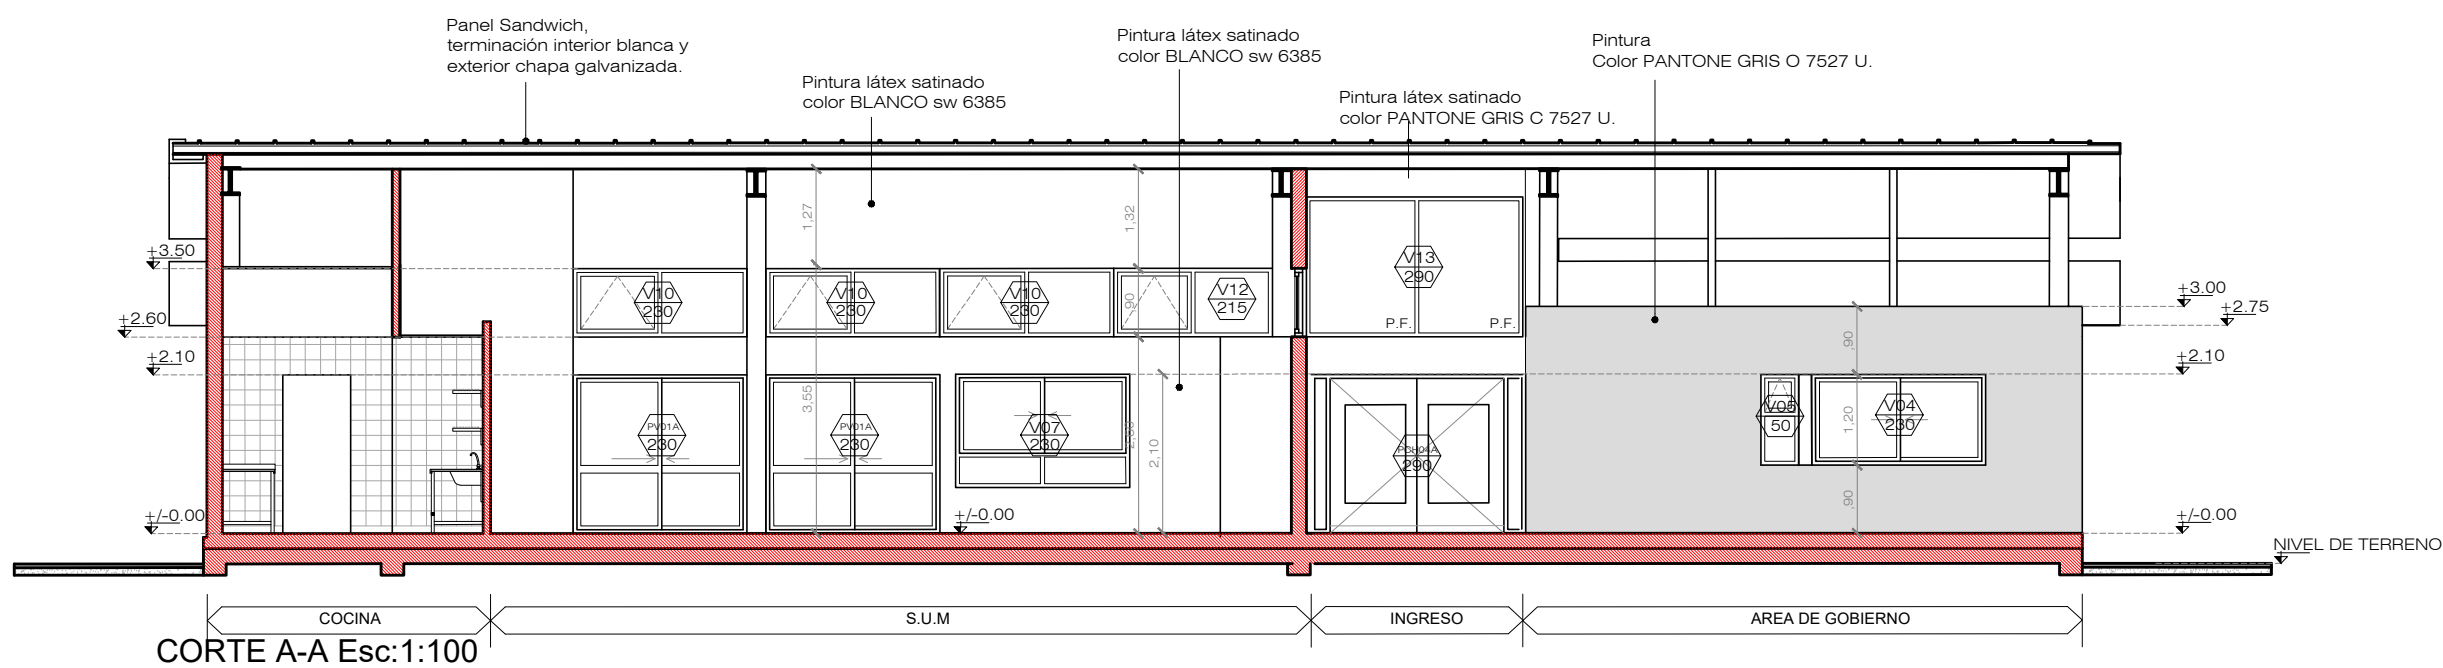 Panel Sandwich,
terminación interior blanca y
exterior chapa galvanizada.
Pintura látex satinado
color BLANCO sw 6385
Pintura látex satinado
color BLANCO sw 6385
Pintura látex satinado
color PANTONE GRIS C 7527 U.
Pintura
Color PANTONE GRIS O 7527 U.
+3.50
+2.60
+2.10
+/-0.00
1,27
3,55
1,32
,90
2,10
V10
230
V10
230
V10
230
V12
215
V13
290
P.F.
P.F.
PV01A
230
PV01A
230
V07
230
+/-0.00
PCH04A
290
V05
50
V04
230
,90
1,20
,90
+3.00
+2.75
+2.10
+/-0.00
NIVEL DE TERRENO
COCINA
S.U.M
INGRESO
AREA DE GOBIERNO
CORTE A-A Esc:1:100